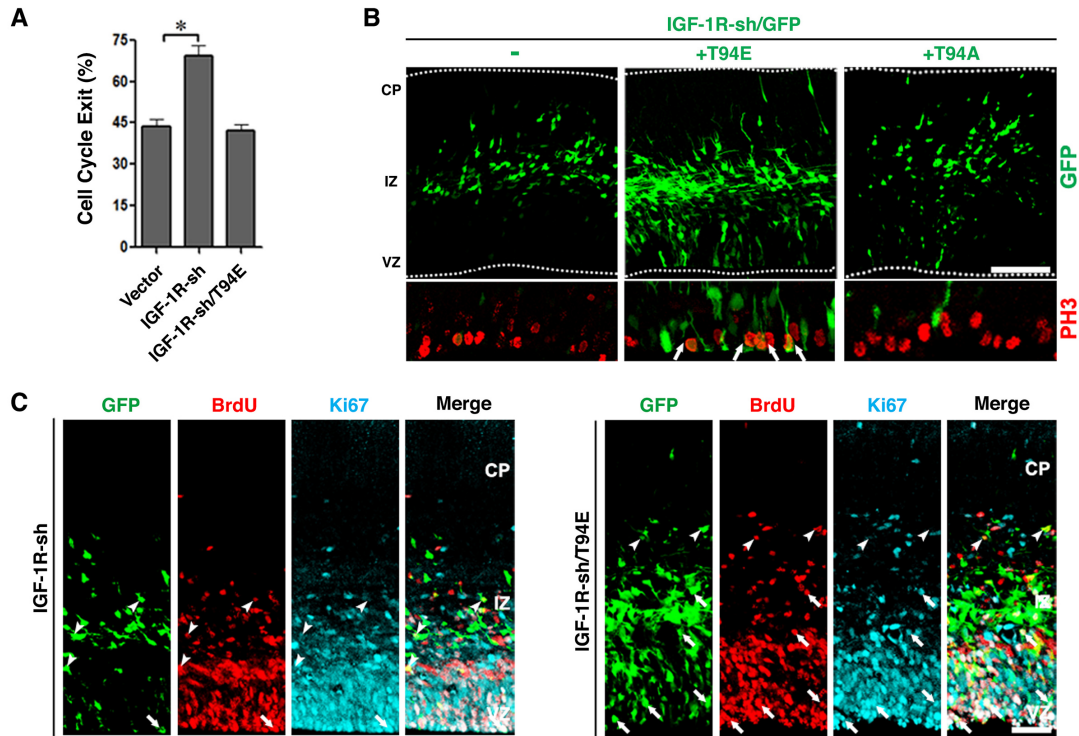 A
Cell Cycle Exit (%)
75
60
45
30
15
0
*
Vector
IGF-1R-sh
IGF-1R-sh/T94E
B
IGF-1R-sh/GFP
-
+T94E
+T94A
CP
IZ
VZ
GFP
PH3
C
GFP
BrdU
Ki67
Merge
IGF-1R-sh
CP
IZ
VZ
GFP
BrdU
Ki67
Merge
IGF-1R-sh/T94E
CP
IZ
VZ